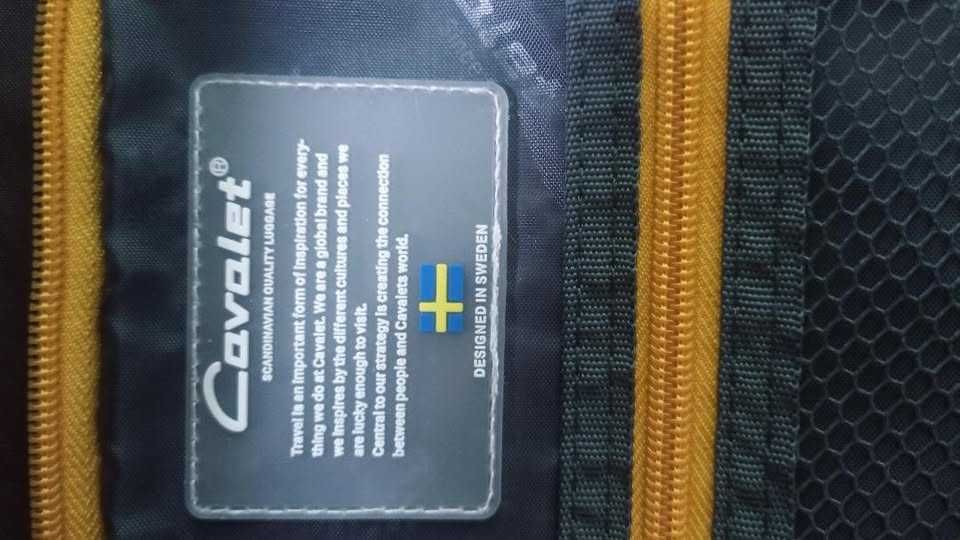 Cavalet®
SCANDINAVIAN QUALITY LUGGAGE
Travel is an important form of inspiration for every-
thing we do at Cavalet. We are a global brand and
we inspires by the different cultures and places we
are lucky enough to visit.
Central to our strategy is creating the connection
between people and Cavalets world.
DESIGNED IN SWEDEN